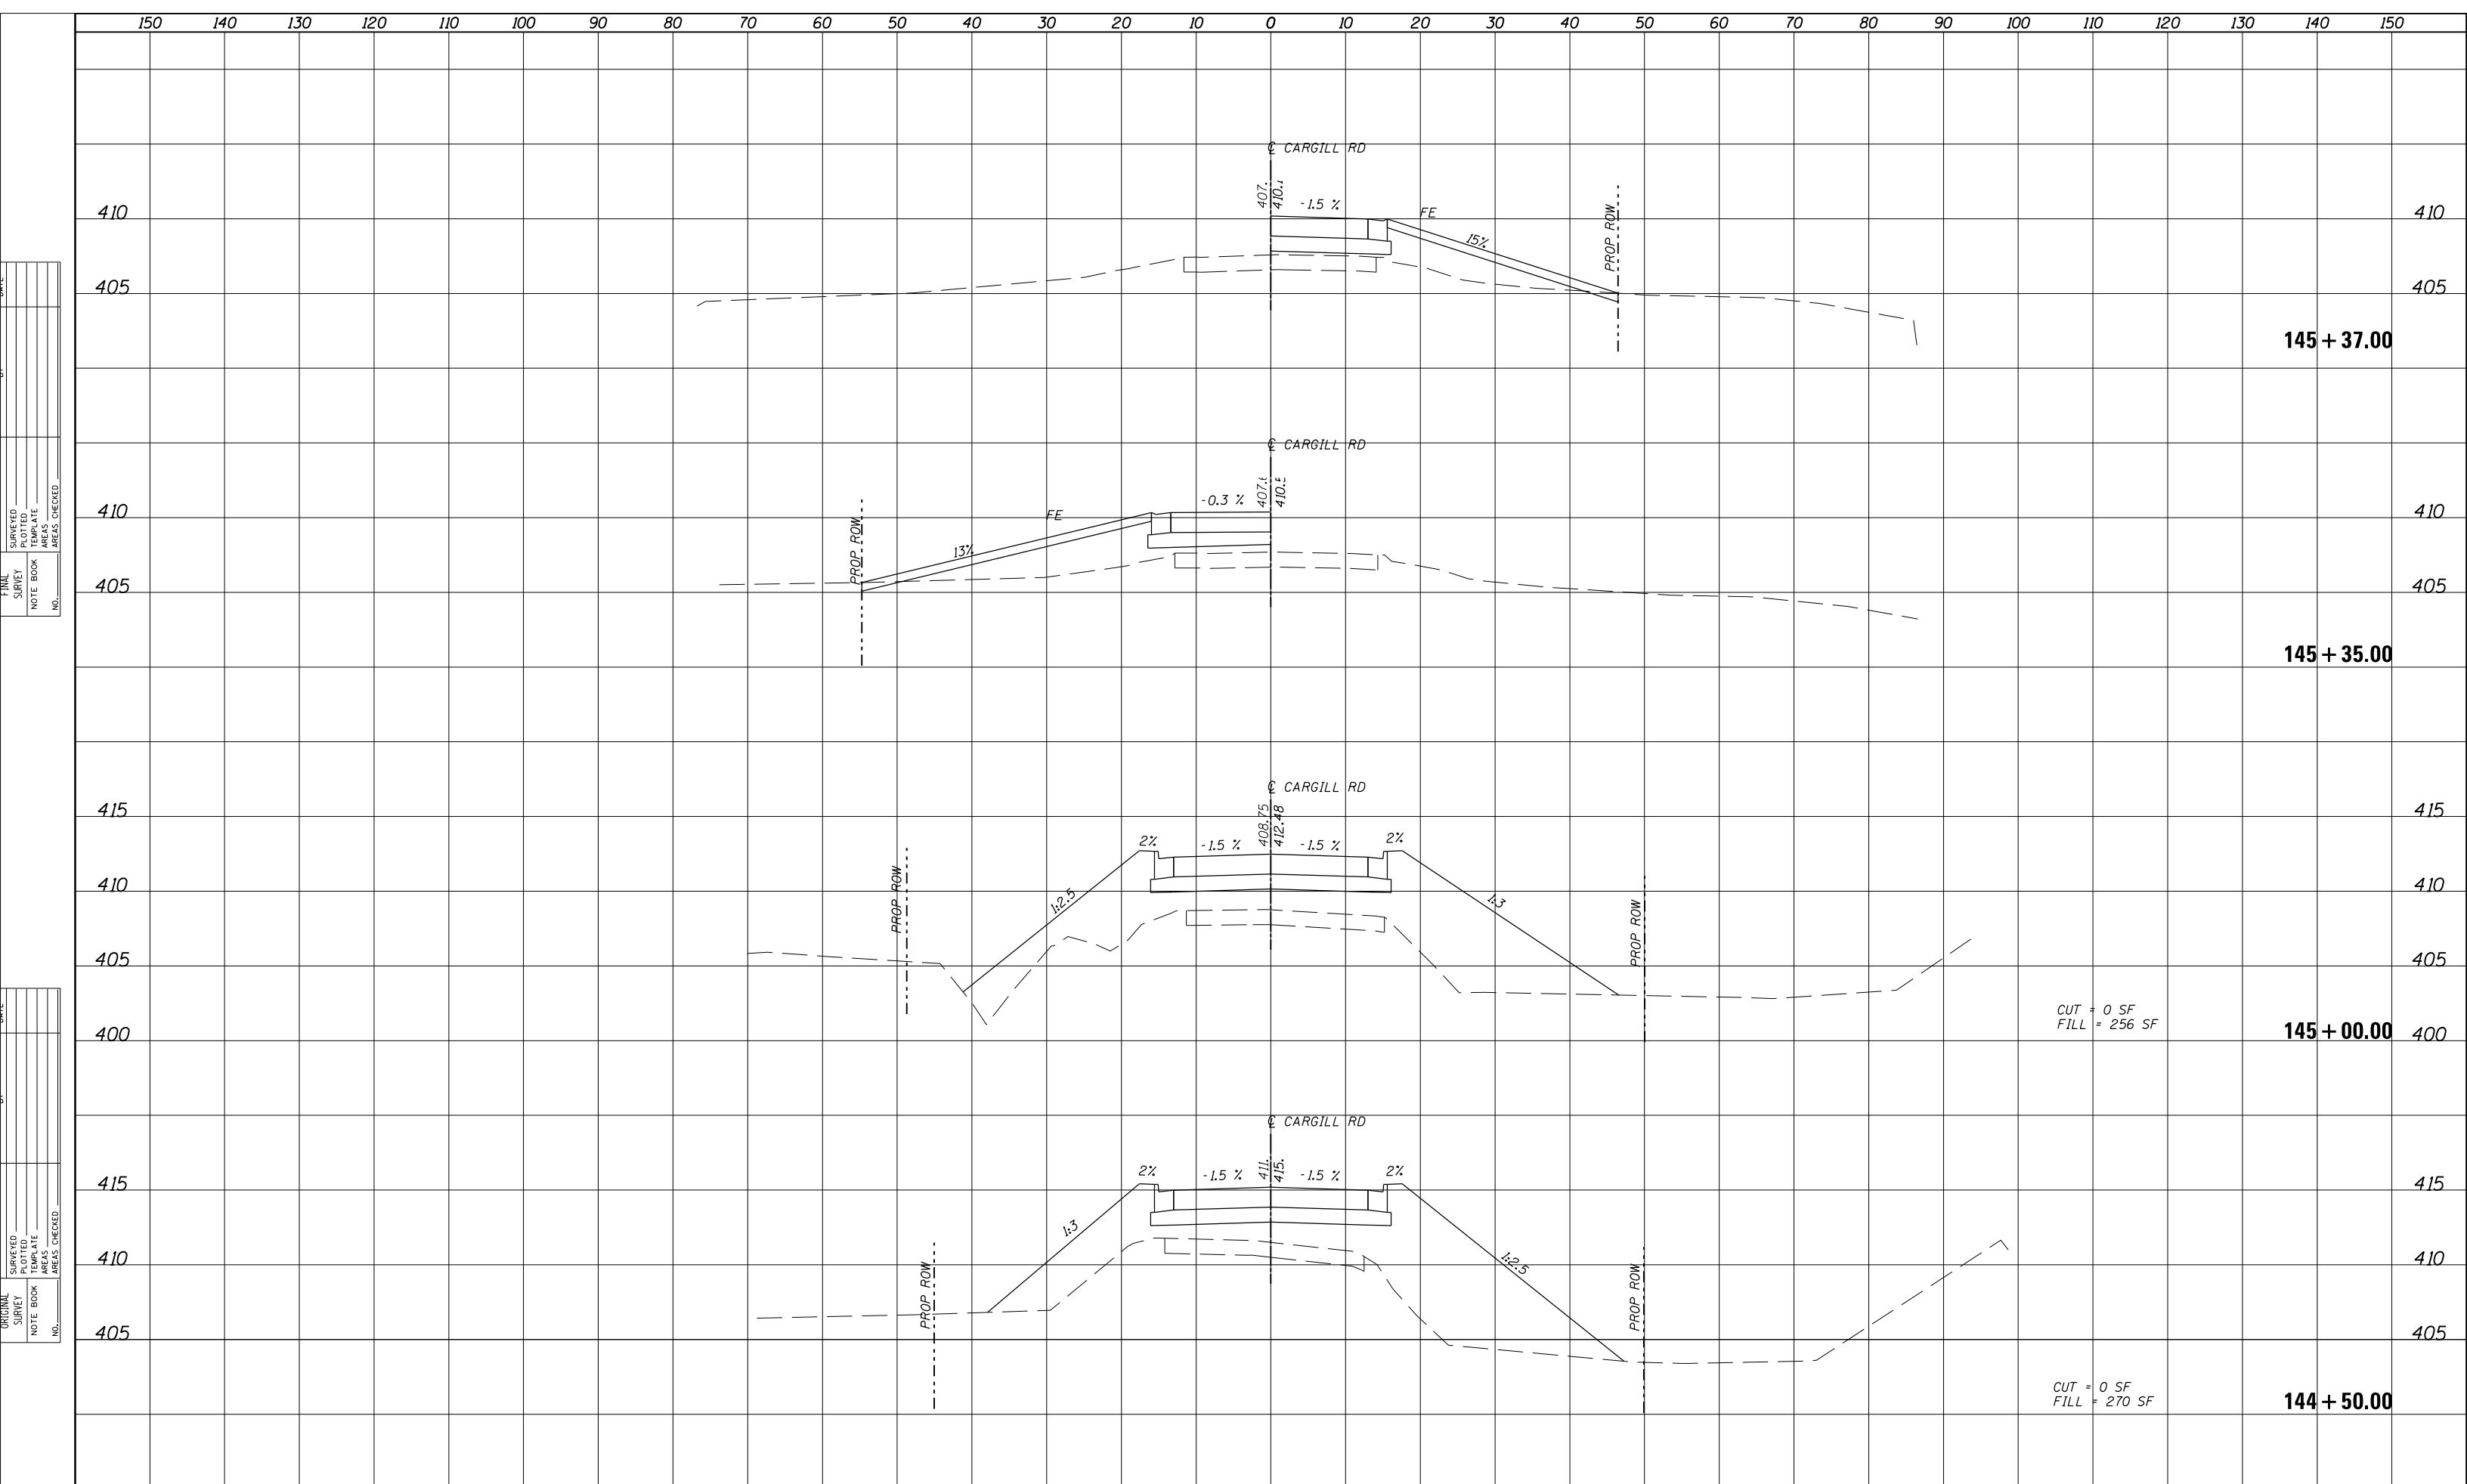 150 140 130 120 110 100 90 80 70 60 50 40 30 20 10 0 10 20 30 40 50 60 70 80 90 100 110 120 130 140 150
℄ CARGILL RD
407.
410.
-1.5 %
FE
15%
PROP ROW
410 410
405 405
145+37.00
℄ CARGILL RD
407.
410.
-0.3 %
FE
13%
PROP ROW
410 410
405 405
145+35.00
℄ CARGILL RD
408.75
412.48
415 415
2% -1.5 % -1.5 % 2%
1:2.5
1:3
PROP ROW
PROP ROW
410 410
405 405
CUT = 0 SF
FILL = 256 SF
145+00.00
400 400
℄ CARGILL RD
411.
415.
2% -1.5 % -1.5 % 2%
415 415
1:3
1:2.5
PROP ROW
PROP ROW
410 410
405 405
CUT = 0 SF
FILL = 270 SF
144+50.00
FINAL
SURVEY
NOTE BOOK
NO.
SURVEYED
PLOTTED
TEMPLATE
AREAS
AREAS CHECKED
ORIGINAL
SURVEY
NOTE BOOK
NO.
SURVEYED
PLOTTED
TEMPLATE
AREAS
AREAS CHECKED